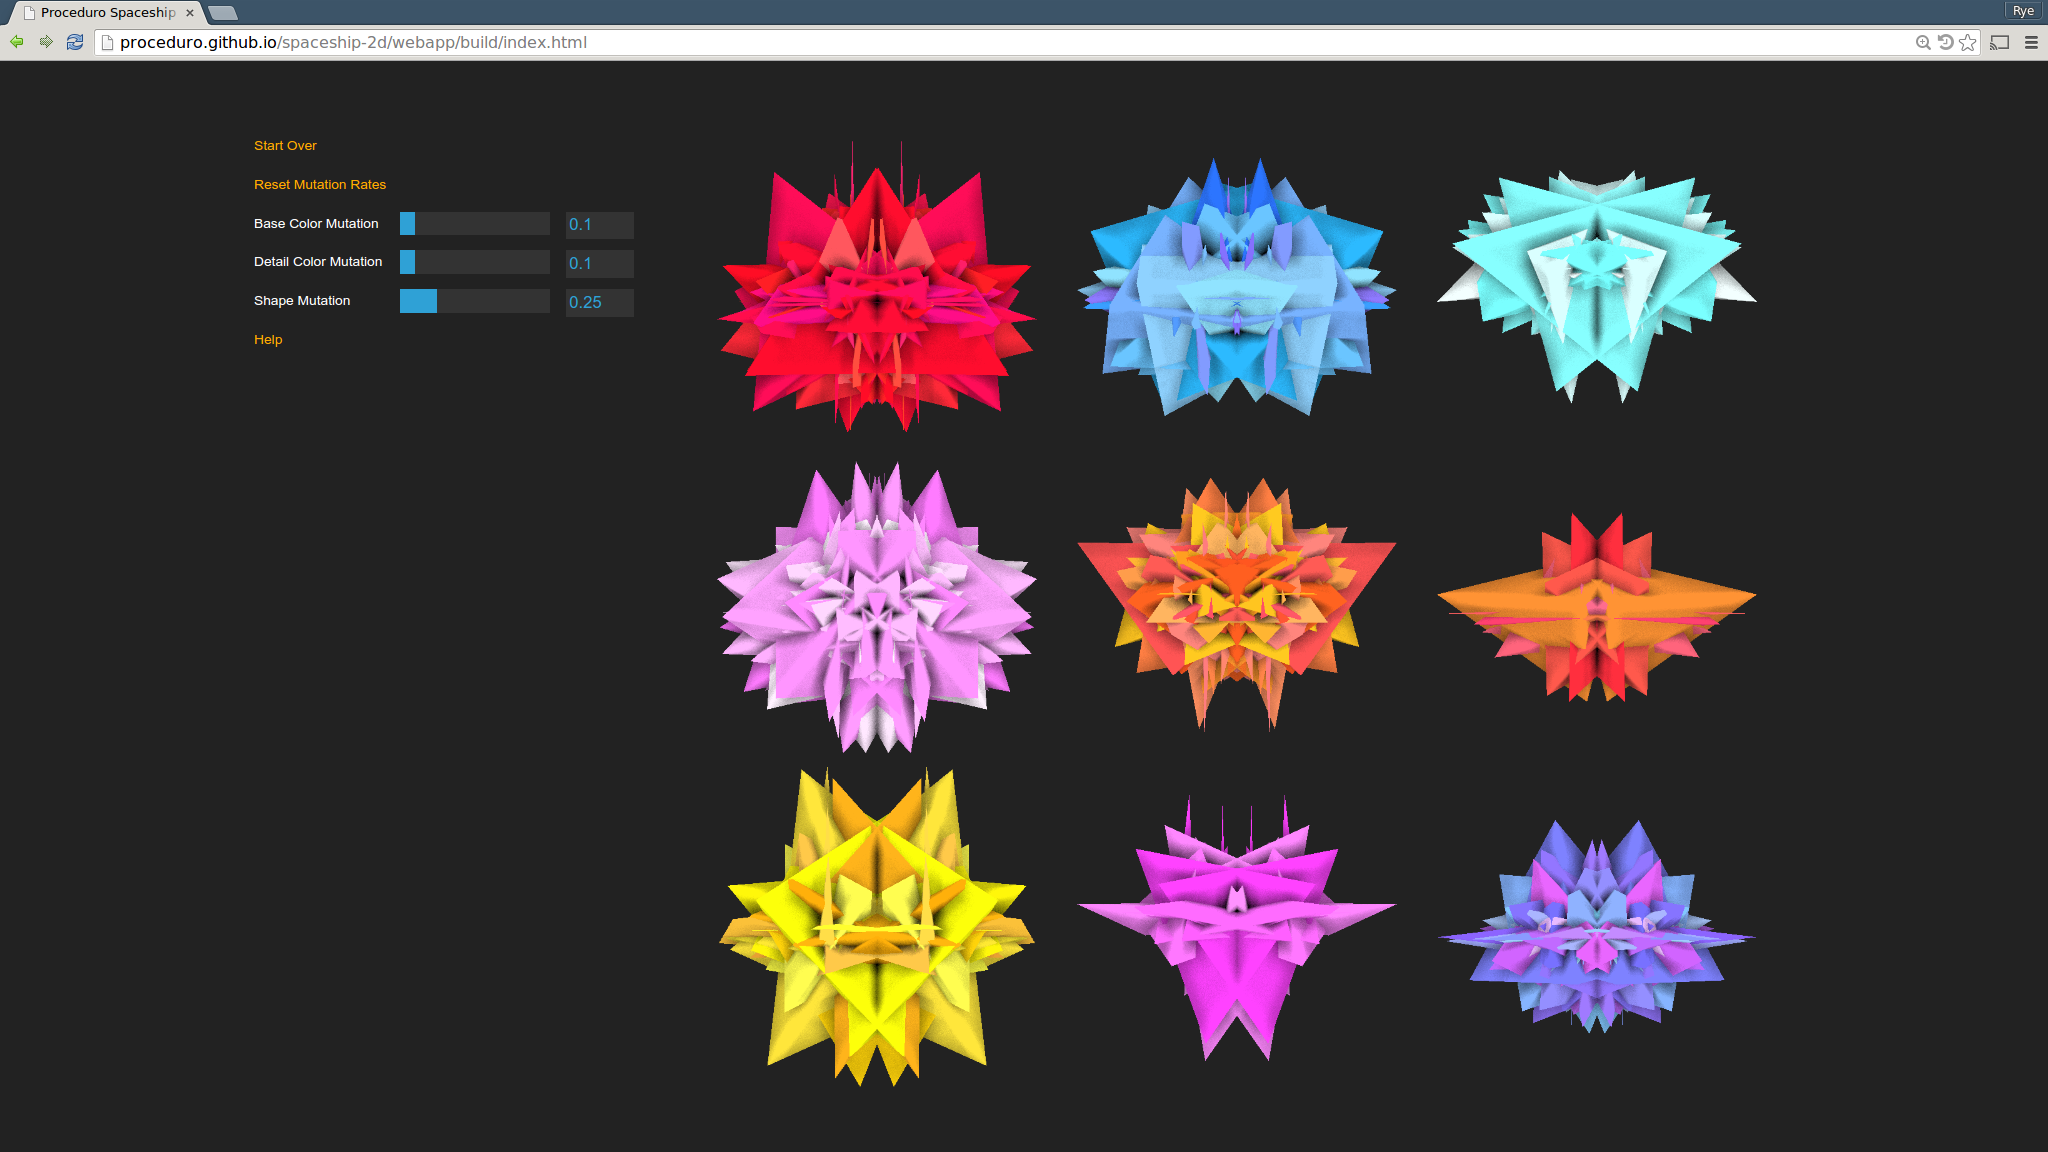 Proceduro Spaceship
Rye
proceduro.github.io/spaceship-2d/webapp/build/index.html
Start Over
Reset Mutation Rates
Base Color Mutation 0.1
Detail Color Mutation 0.1
Shape Mutation 0.25
Help